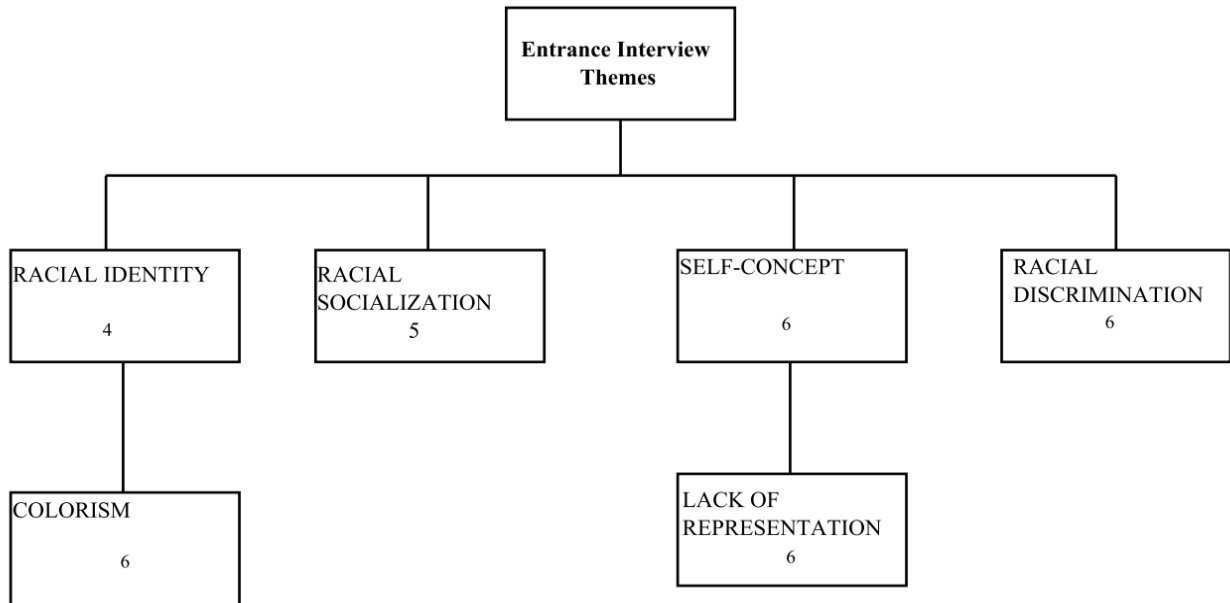 Entrance Interview
Themes
RACIAL IDENTITY
4
RACIAL
SOCIALIZATION
5
SELF-CONCEPT
6
RACIAL
DISCRIMINATION
6
COLORISM
6
LACK OF
REPRESENTATION
6